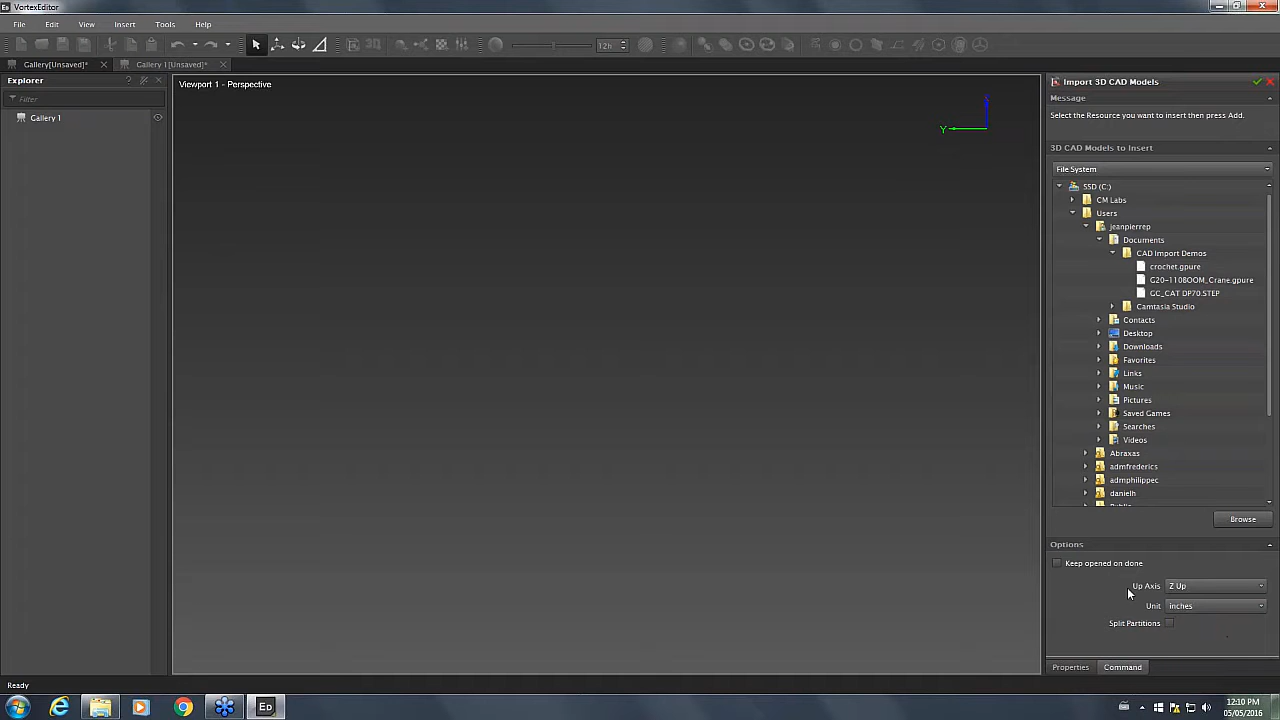 Ed VortexEditor
File Edit View Insert Tools Help
12h
Gallery[Unsaved]* Gallery 1[Unsaved]*
Explorer
Filter
Gallery 1
Viewport 1 - Perspective
Y
Import 3D CAD Models
Message
Select the Resource you want to insert then press Add.
3D CAD Models to Insert
File System
SSD (C:)
CM Labs
Users
jeanpierrep
Documents
CAD Import Demos
crochet.gpure
G20-110BOOM_Crane.gpure
GC_CAT DP70.STEP
Camtasia Studio
Contacts
Desktop
Downloads
Favorites
Links
Music
Pictures
Saved Games
Searches
Videos
Abraxas
admfrederics
admphilippec
danielh
Browse
Options
Keep opened on done
Up Axis Z Up
Unit inches
Split Partitions
Properties Command
Ready
Ed
12:10 PM
05/05/2016